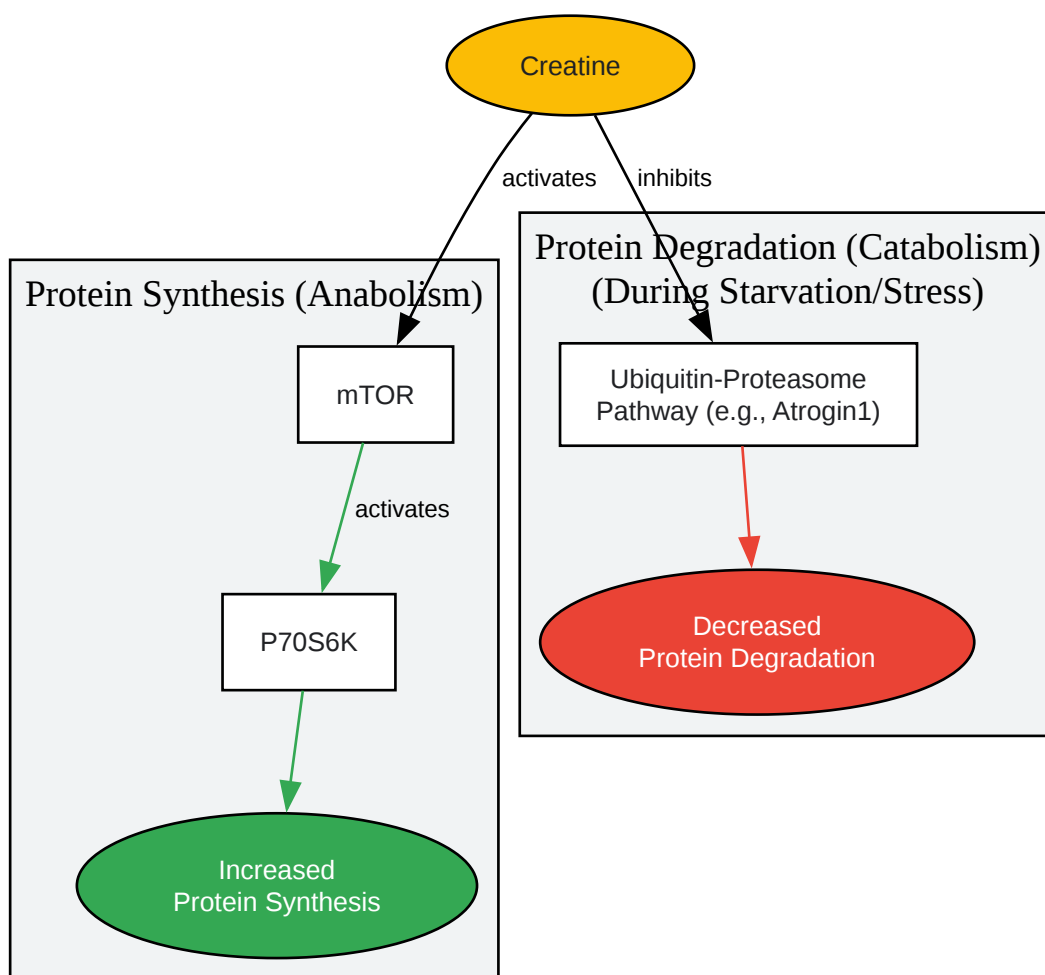 Creatine
activates
inhibits
Protein Synthesis (Anabolism)
mTOR
activates
P70S6K
Increased
Protein Synthesis
Protein Degradation (Catabolism)
(During Starvation/Stress)
Ubiquitin-Proteasome
Pathway (e.g., Atrogin1)
Decreased
Protein Degradation